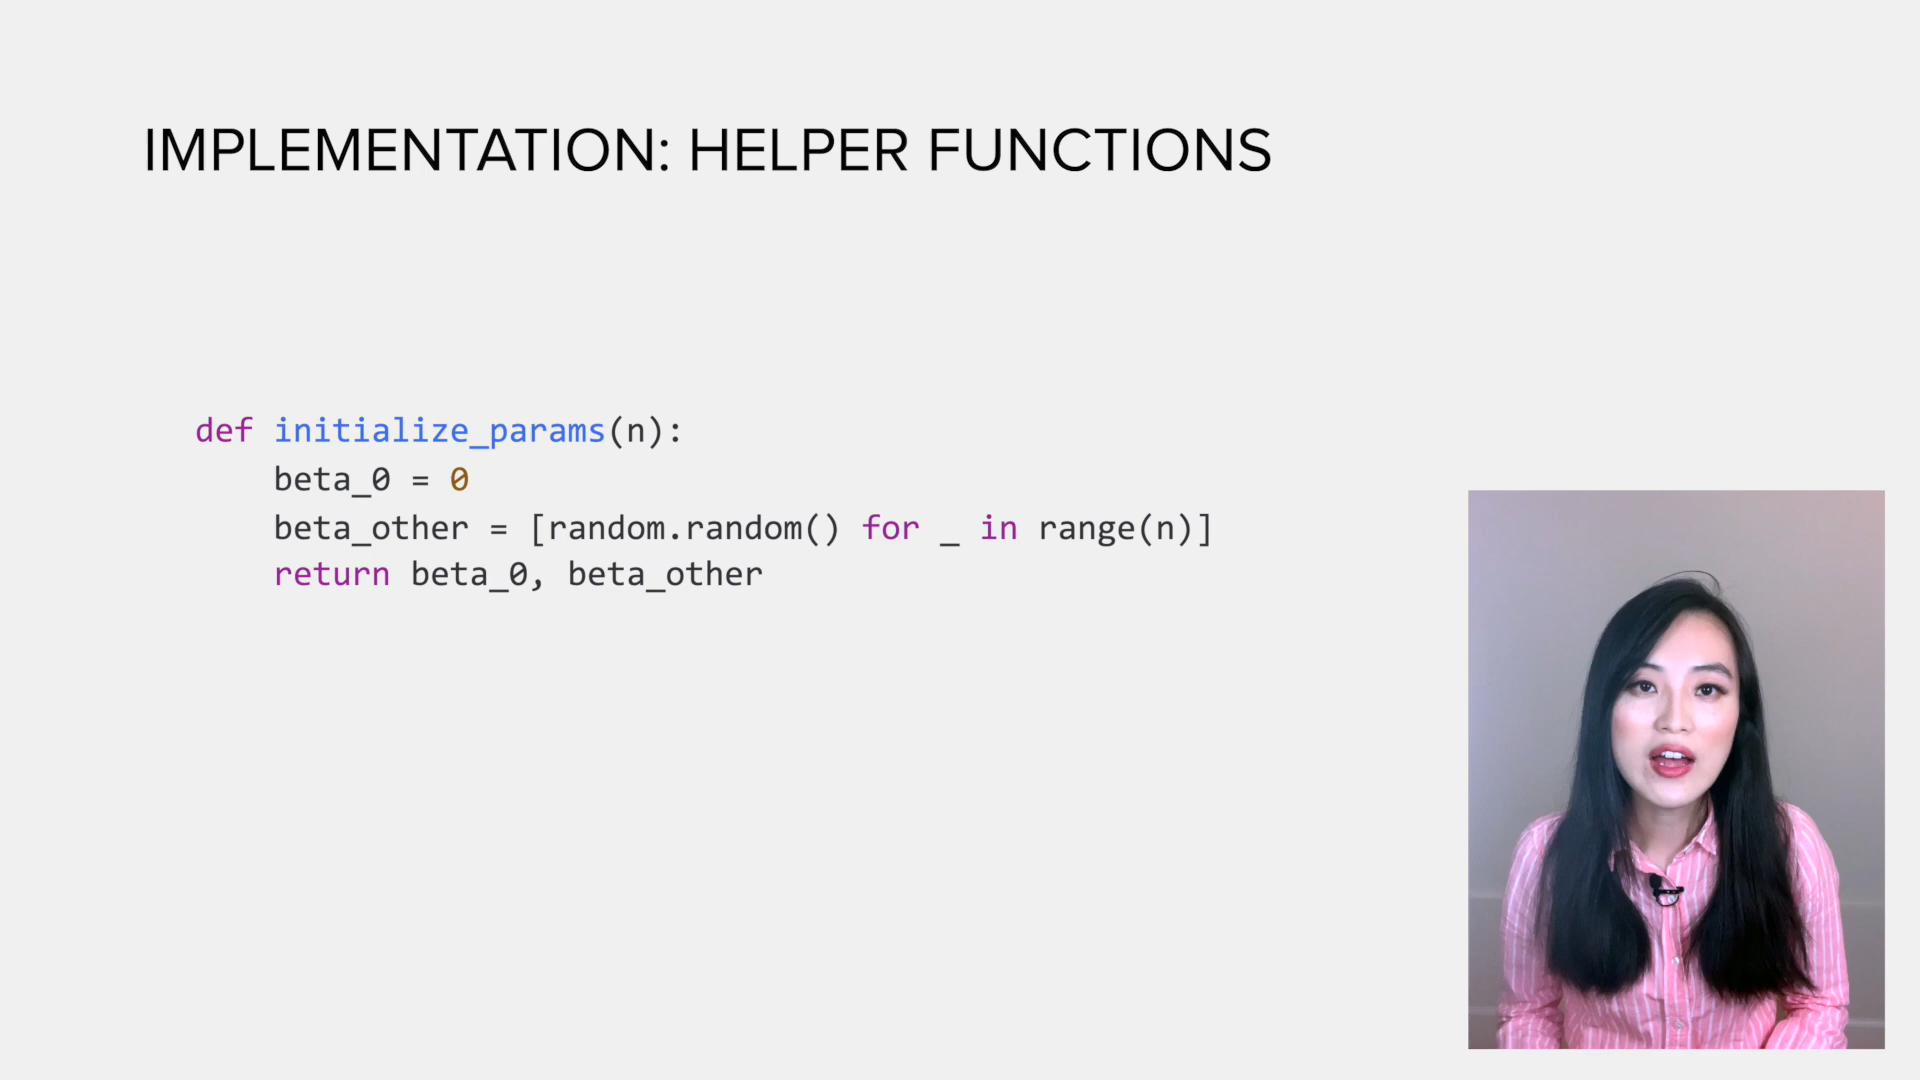 IMPLEMENTATION: HELPER FUNCTIONS
def initialize_params(n):
    beta_0 = 0
    beta_other = [random.random() for _ in range(n)]
    return beta_0, beta_other